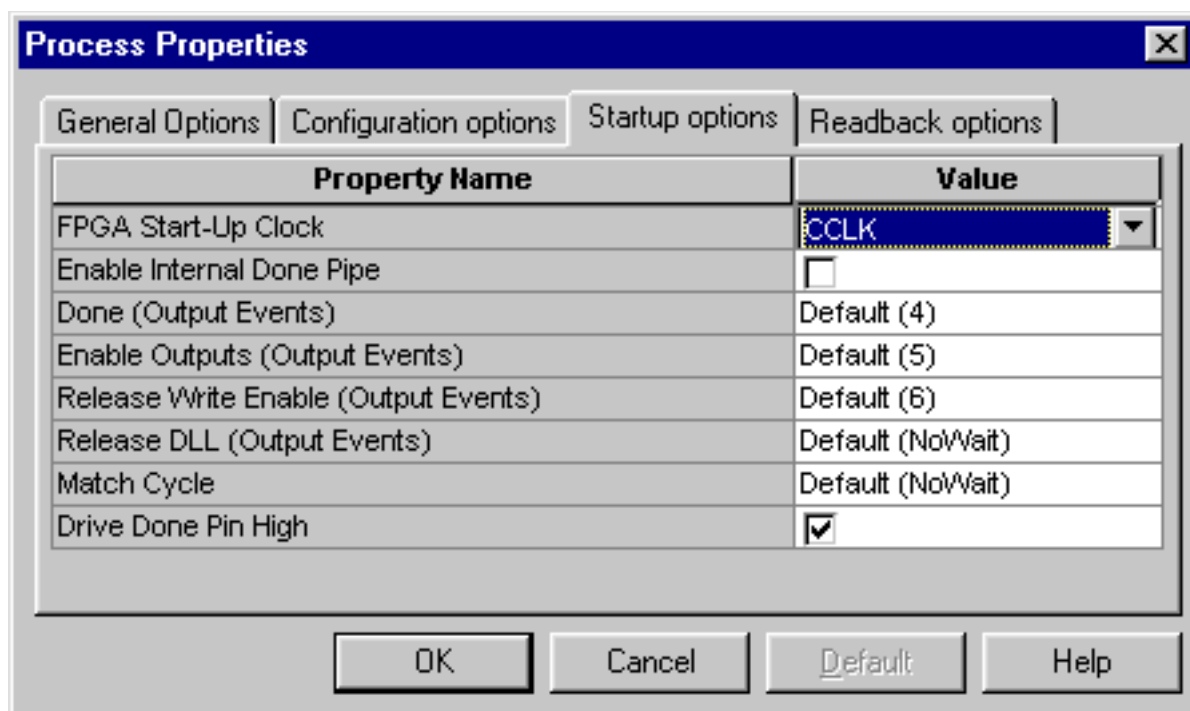 Process Properties
General Options Configuration options Startup options Readback options
Property Name Value
FPGA Start-Up Clock CCLK
Enable Internal Done Pipe
Done (Output Events) Default (4)
Enable Outputs (Output Events) Default (5)
Release Write Enable (Output Events) Default (6)
Release DLL (Output Events) Default (NoWait)
Match Cycle Default (NoWait)
Drive Done Pin High
OK Cancel Default Help